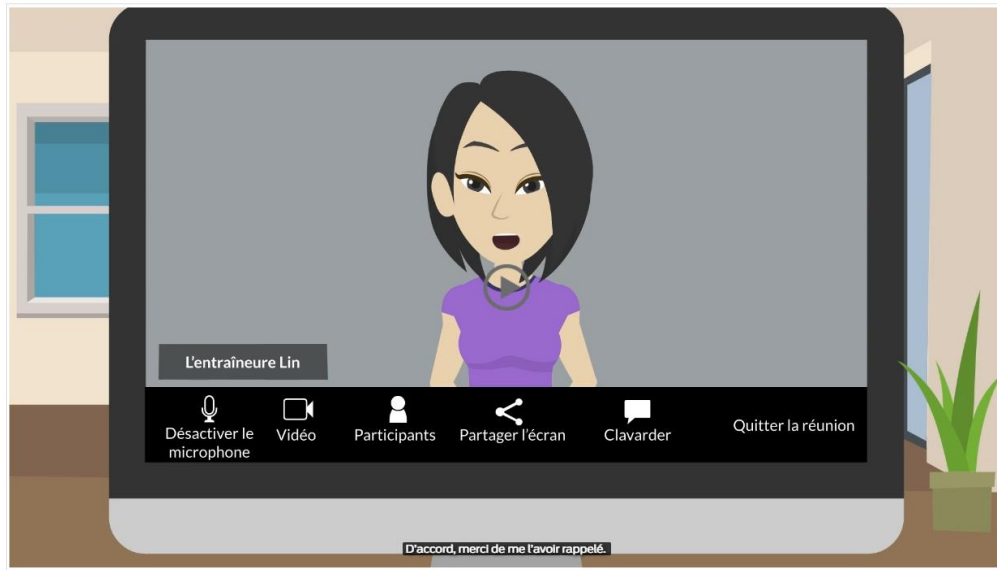 L'entraîneure Lin
Désactiver le
microphone
Vidéo
Participants
Partager l'écran
Clavarder
Quitter la réunion
D'accord, merci de me l'avoir rappelé.